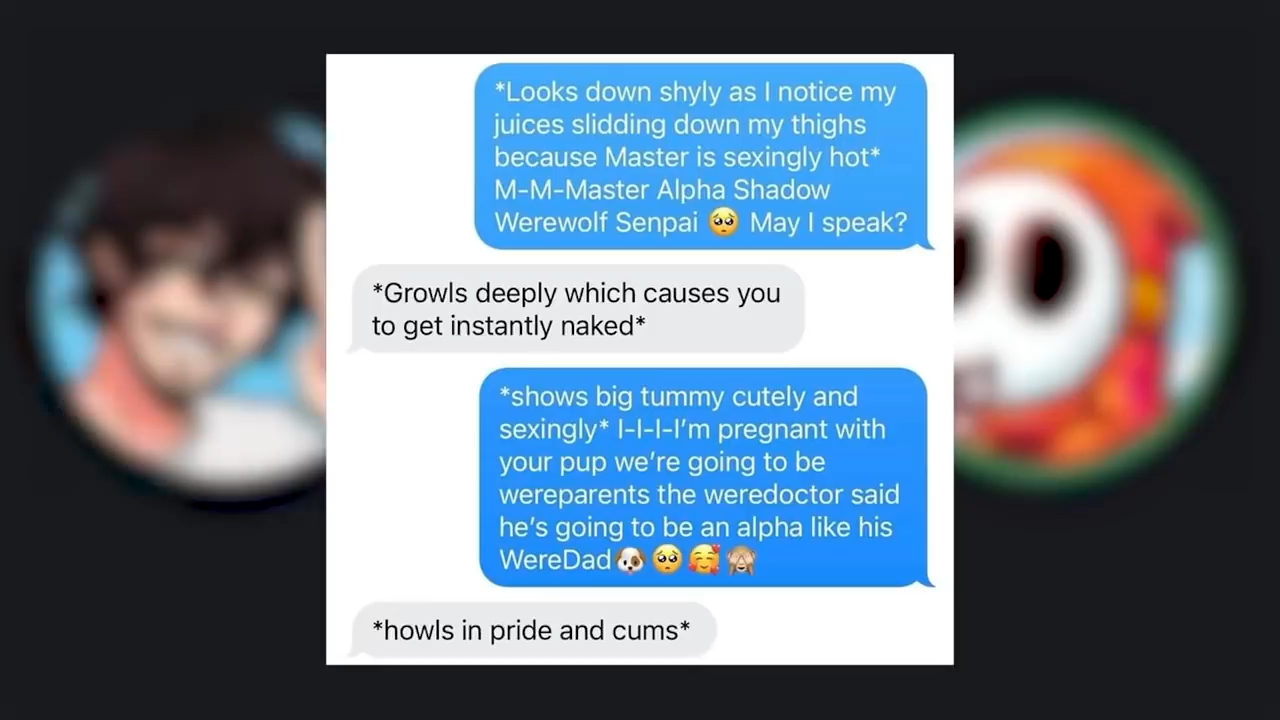 *Looks down shyly as I notice my
juices slidding down my thighs
because Master is sexingly hot*
M-M-Master Alpha Shadow
Werewolf Senpai 🥺 May I speak?
*Growls deeply which causes you
to get instantly naked*
*shows big tummy cutely and
sexingly* I-I-I-I’m pregnant with
your pup we’re going to be
wereparents the weredoctor said
he’s going to be an alpha like his
WereDad🐶 🥺 🥰 🙈
*howls in pride and cums*